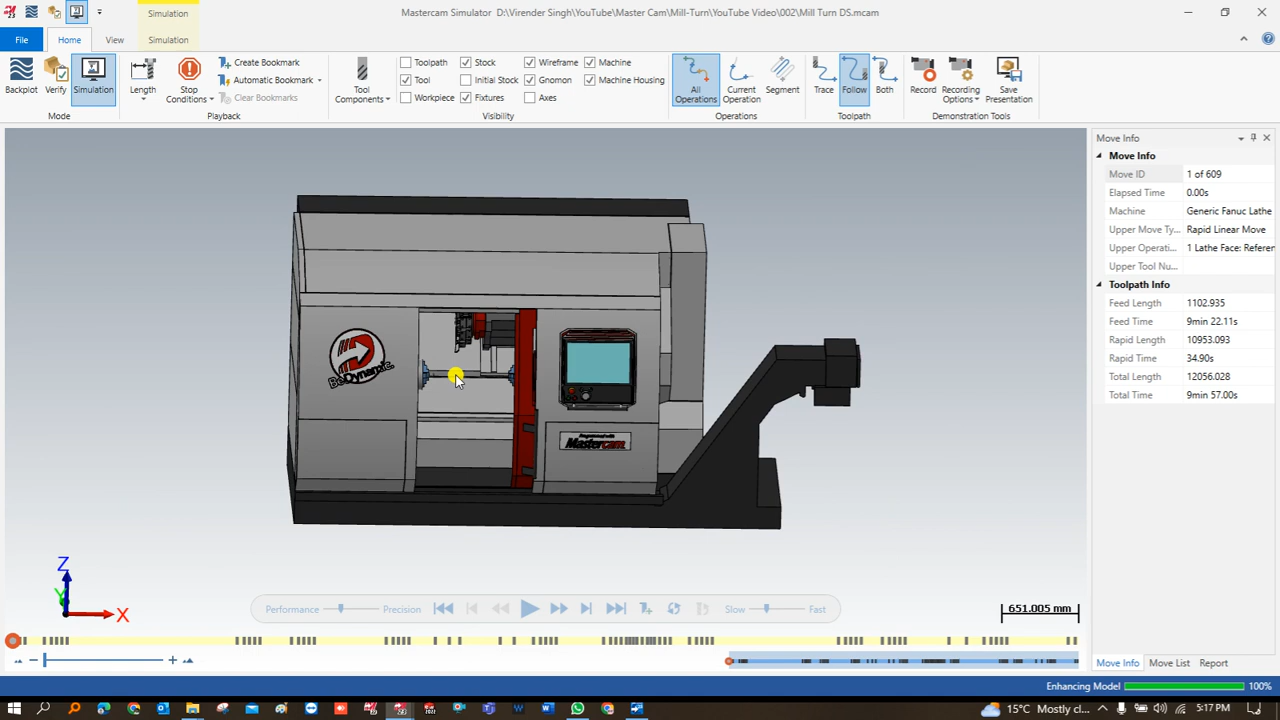 Simulation
Mastercam Simulator D:\Virender Singh\YouTube\Master Cam\Mill-Turn\YouTube Video\002\Mill Turn DS.mcam
File
Home
View
Simulation
Backplot
Verify
Simulation
Mode
Length
Stop
Conditions
Create Bookmark
Automatic Bookmark
Clear Bookmarks
Playback
Tool
Components
Toolpath
Stock
Wireframe
Machine
Tool
Initial Stock
Gnomon
Machine Housing
Workpiece
Fixtures
Axes
Visibility
All
Operations
Current
Operation
Segment
Operations
Trace
Follow
Both
Toolpath
Record
Recording
Options
Save
Presentation
Demonstration Tools
Move Info
Move Info
Move ID 1 of 609
Elapsed Time 0.00s
Machine Generic Fanuc Lathe
Upper Move Ty... Rapid Linear Move
Upper Operati... 1 Lathe Face: Referen
Upper Tool Nu...
Toolpath Info
Feed Length 1102.935
Feed Time 9min 22.11s
Rapid Length 10953.093
Rapid Time 34.90s
Total Length 12056.028
Total Time 9min 57.00s
BeDynamic
Mastercam
Z
Y
X
Performance
Precision
Slow
Fast
651.005 mm
Move Info
Move List
Report
Enhancing Model
100%
15°C Mostly cl...
5:17 PM